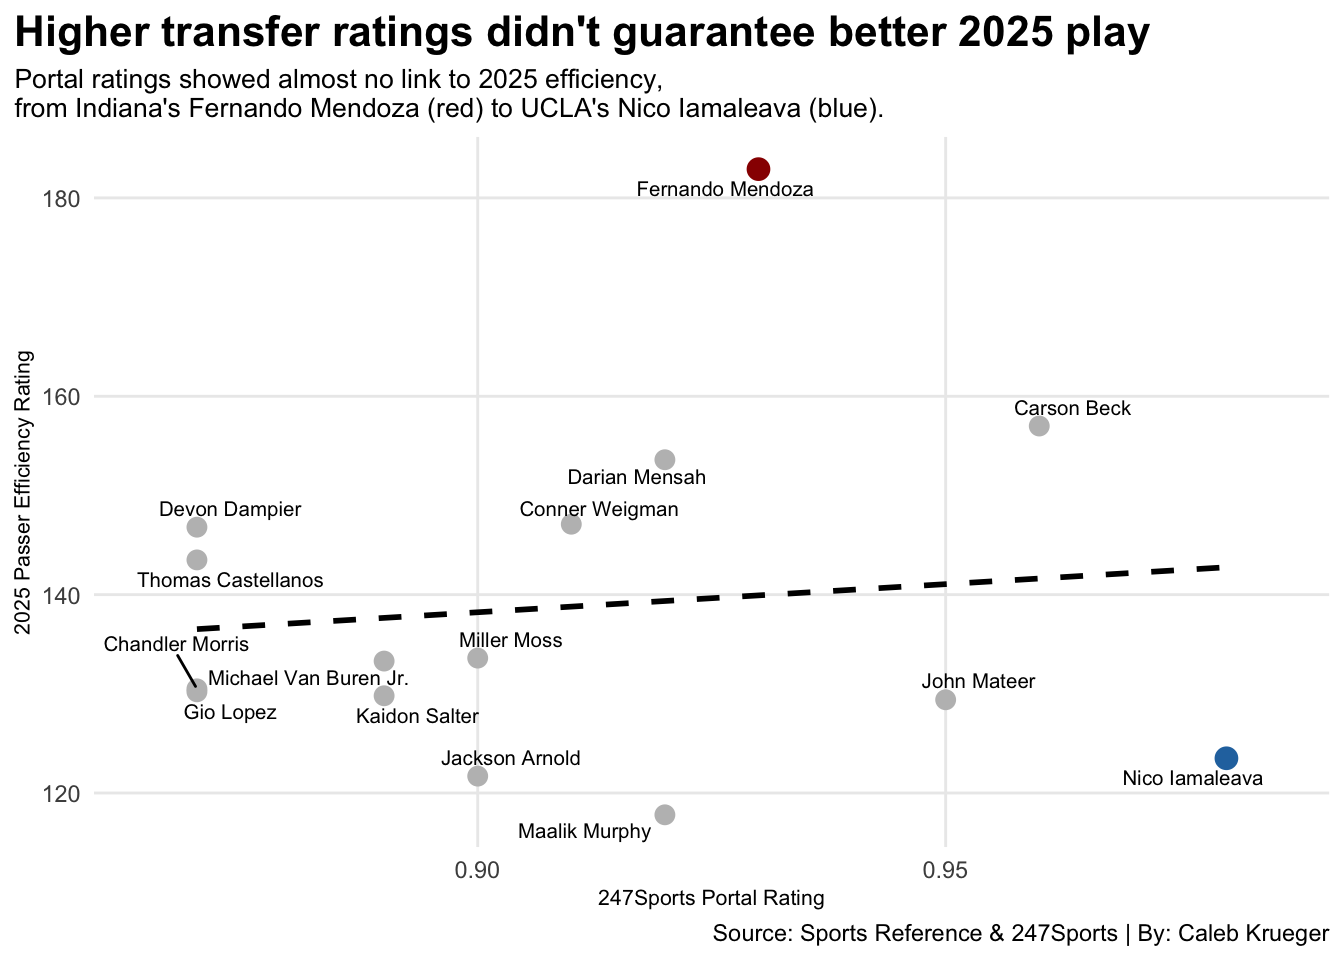 Higher transfer ratings didn't guarantee better 2025 play
Portal ratings showed almost no link to 2025 efficiency,
from Indiana's Fernando Mendoza (red) to UCLA's Nico Iamaleava (blue).
2025 Passer Efficiency Rating
180
160
140
120
Fernando Mendoza
Carson Beck
Darian Mensah
Devon Dampier
Conner Weigman
Thomas Castellanos
Chandler Morris
Miller Moss
Michael Van Buren Jr.
John Mateer
Gio Lopez
Kaidon Salter
Jackson Arnold
Nico Iamaleava
Maalik Murphy
0.90
0.95
247Sports Portal Rating
Source: Sports Reference & 247Sports | By: Caleb Krueger